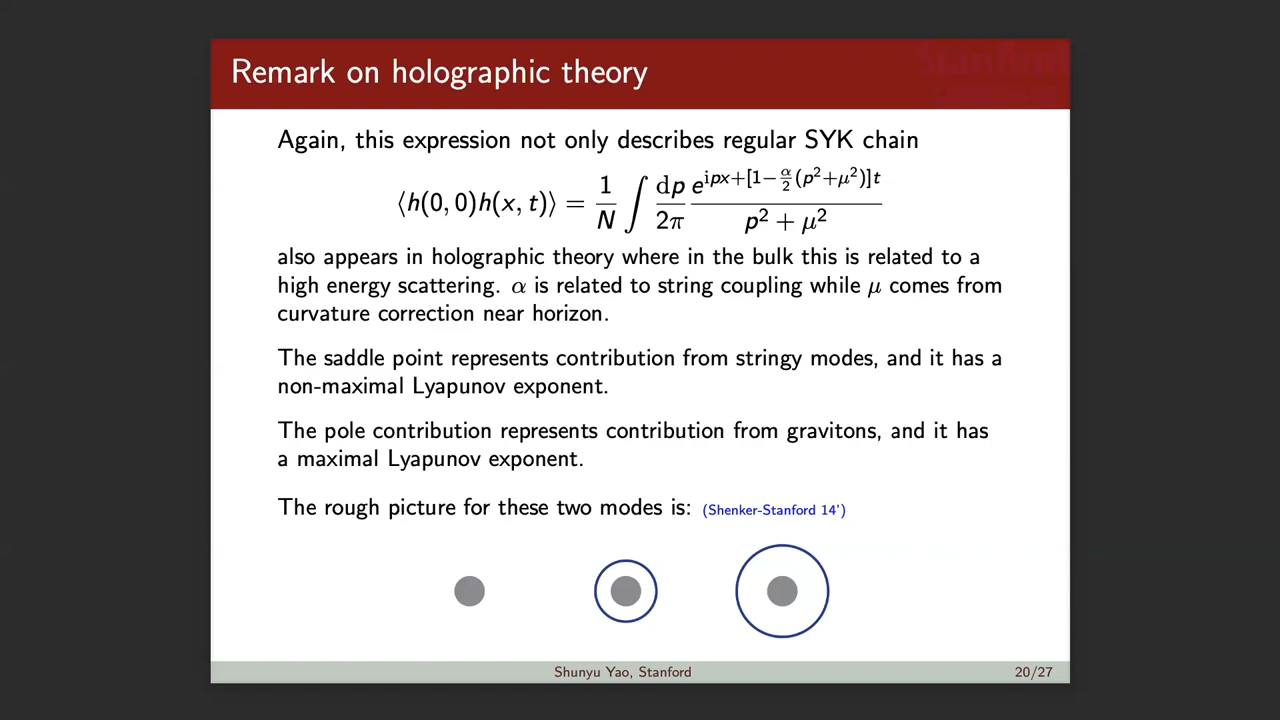 Remark on holographic theory
Stanford
Again, this expression not only describes regular SYK chain
⟨h(0, 0)h(x, t)⟩ = 1/N ∫ dp/2π e^{ipx+[1−α/2(p²+μ²)]t} / p² + μ²
also appears in holographic theory where in the bulk this is related to a
high energy scattering. α is related to string coupling while μ comes from
curvature correction near horizon.
The saddle point represents contribution from stringy modes, and it has a
non-maximal Lyapunov exponent.
The pole contribution represents contribution from gravitons, and it has
a maximal Lyapunov exponent.
The rough picture for these two modes is: (Shenker-Stanford 14')
Shunyu Yao, Stanford
20/27